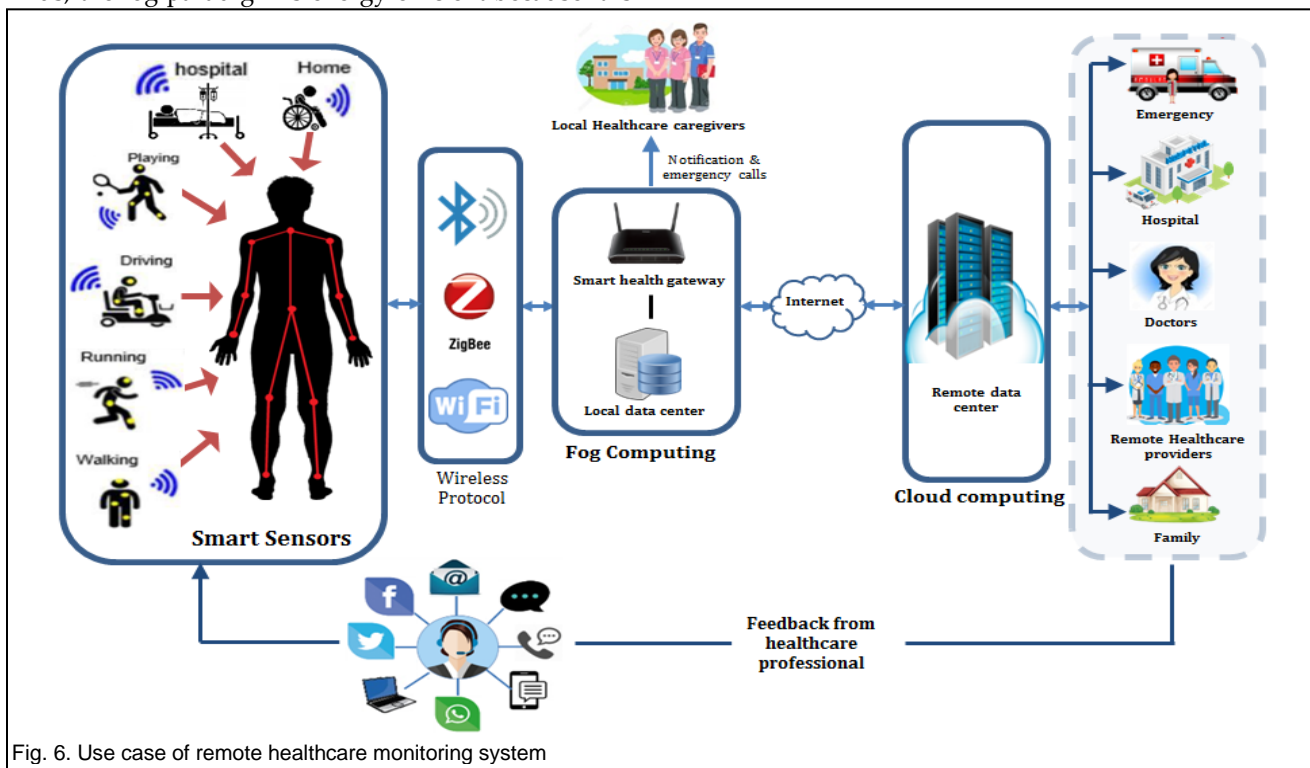 hospital
Home
Playing
Driving
Running
Walking
Smart Sensors
ZigBee
WiFi
Wireless
Protocol
Local Healthcare caregivers
Notification &
emergency calls
Smart health gateway
Local data center
Fog Computing
Internet
Remote data
center
Cloud computing
Emergency
HOSPITAL
Hospital
Doctors
Remote Healthcare
providers
Family
f
@
Feedback from
healthcare
professional
Fig. 6. Use case of remote healthcare monitoring system